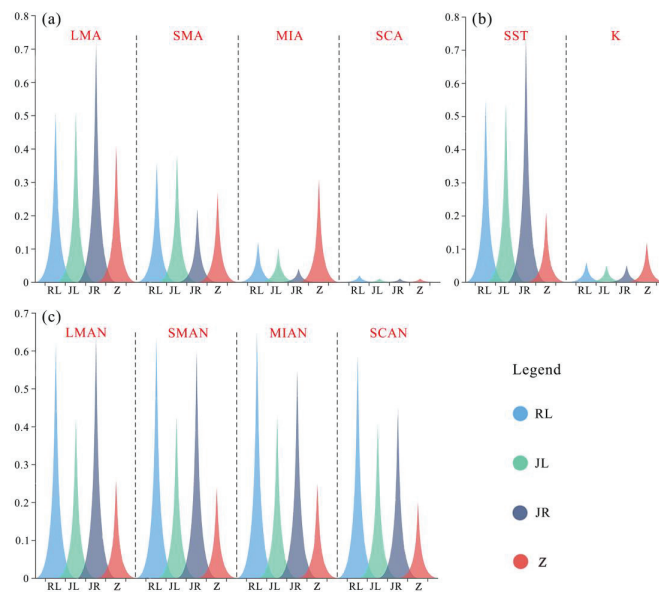 (a)
LMA SMA MIA SCA
0.8
0.7
0.6
0.5
0.4
0.3
0.2
0.1
0
RL JL JR Z RL JL JR Z RL JL JR Z RL JL JR Z
(b)
SST K
0.8
0.7
0.6
0.5
0.4
0.3
0.2
0.1
0
RL JL JR Z RL JL JR Z
(c)
LMAN SMAN MIAN SCAN
0.7
0.6
0.5
0.4
0.3
0.2
0.1
0
RL JL JR Z RL JL JR Z RL JL JR Z RL JL JR Z
Legend
RL
JL
JR
Z